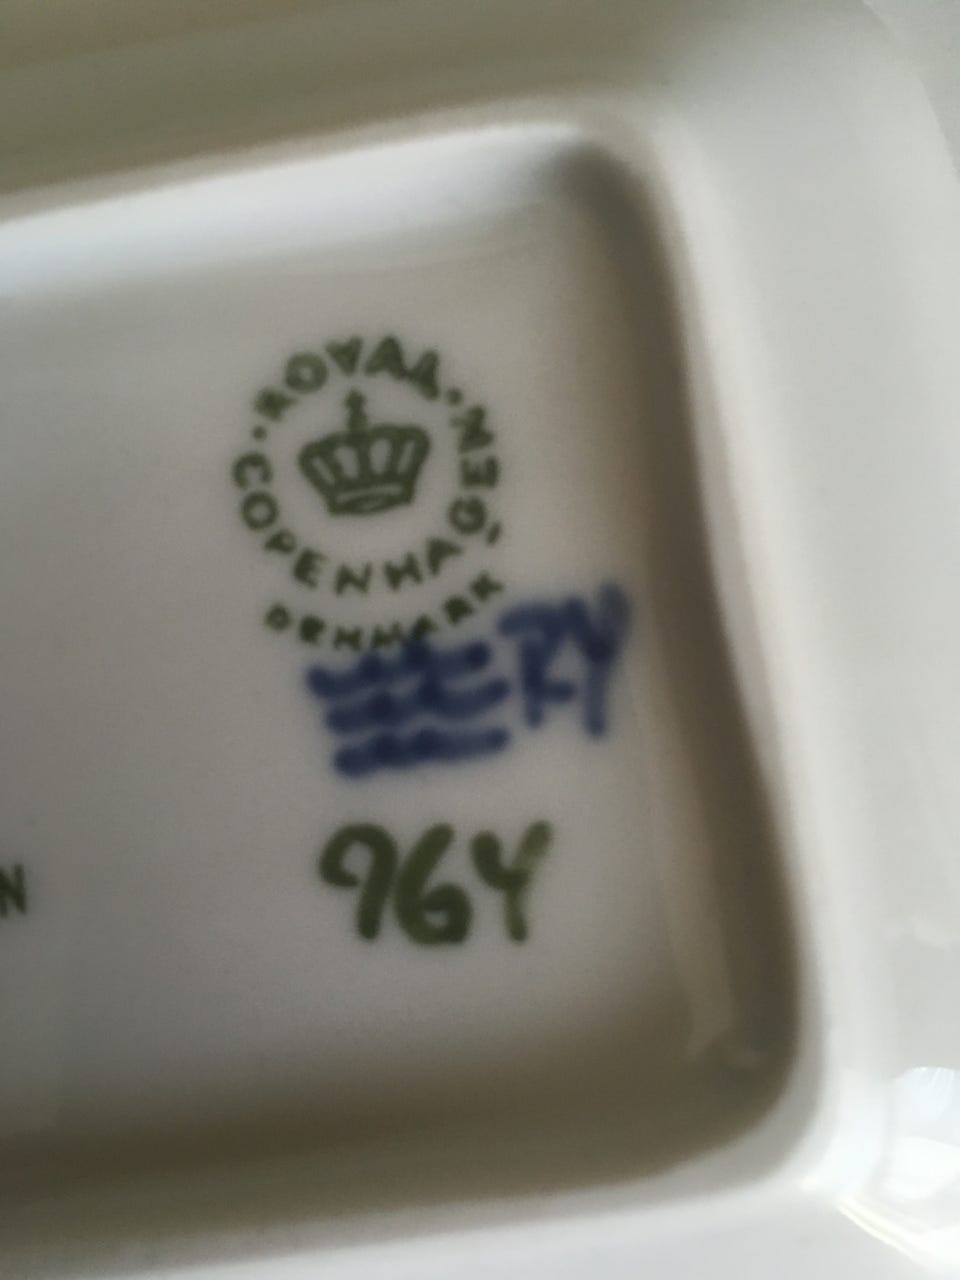 ROYAL
COPENHAGEN
DENMARK
RY
964
N